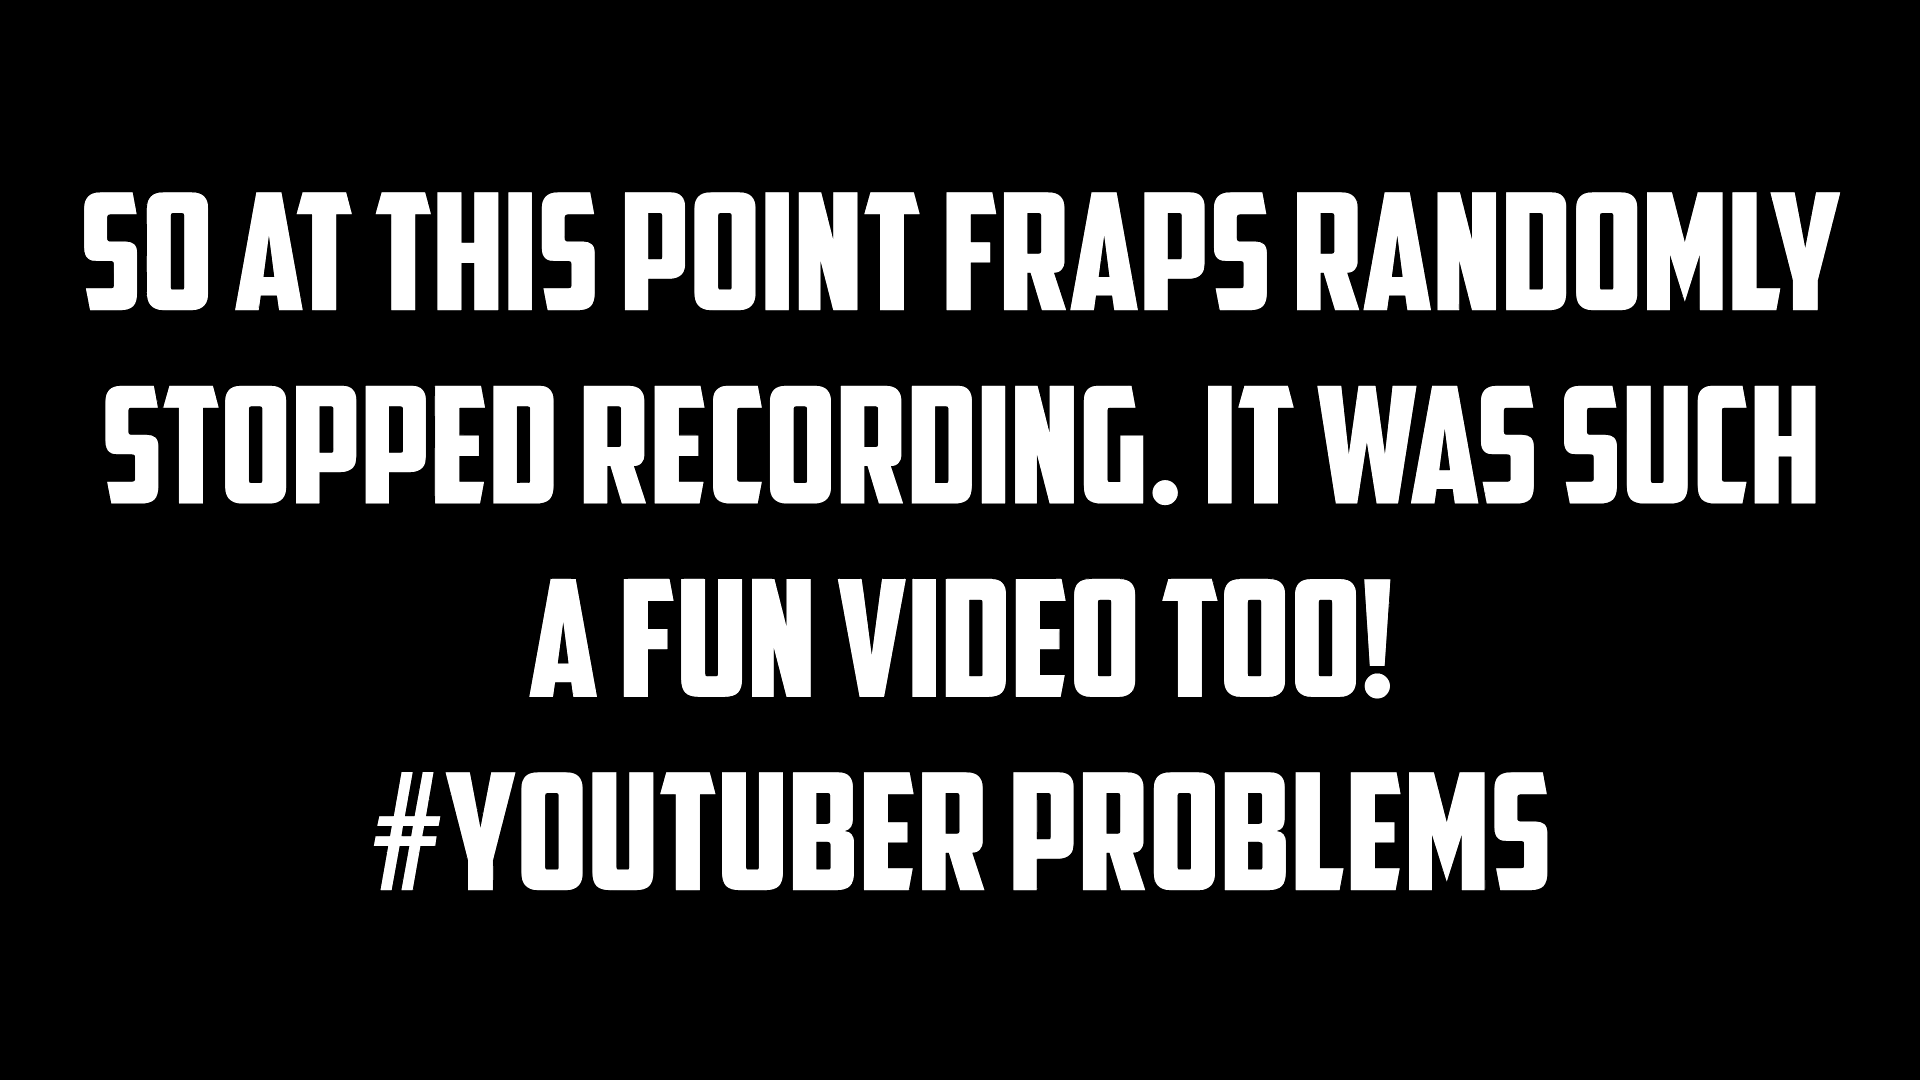 SO AT THIS POINT FRAPS RANDOMLY
STOPPED RECORDING. IT WAS SUCH
A FUN VIDEO TOO!
#YOUTUBER PROBLEMS